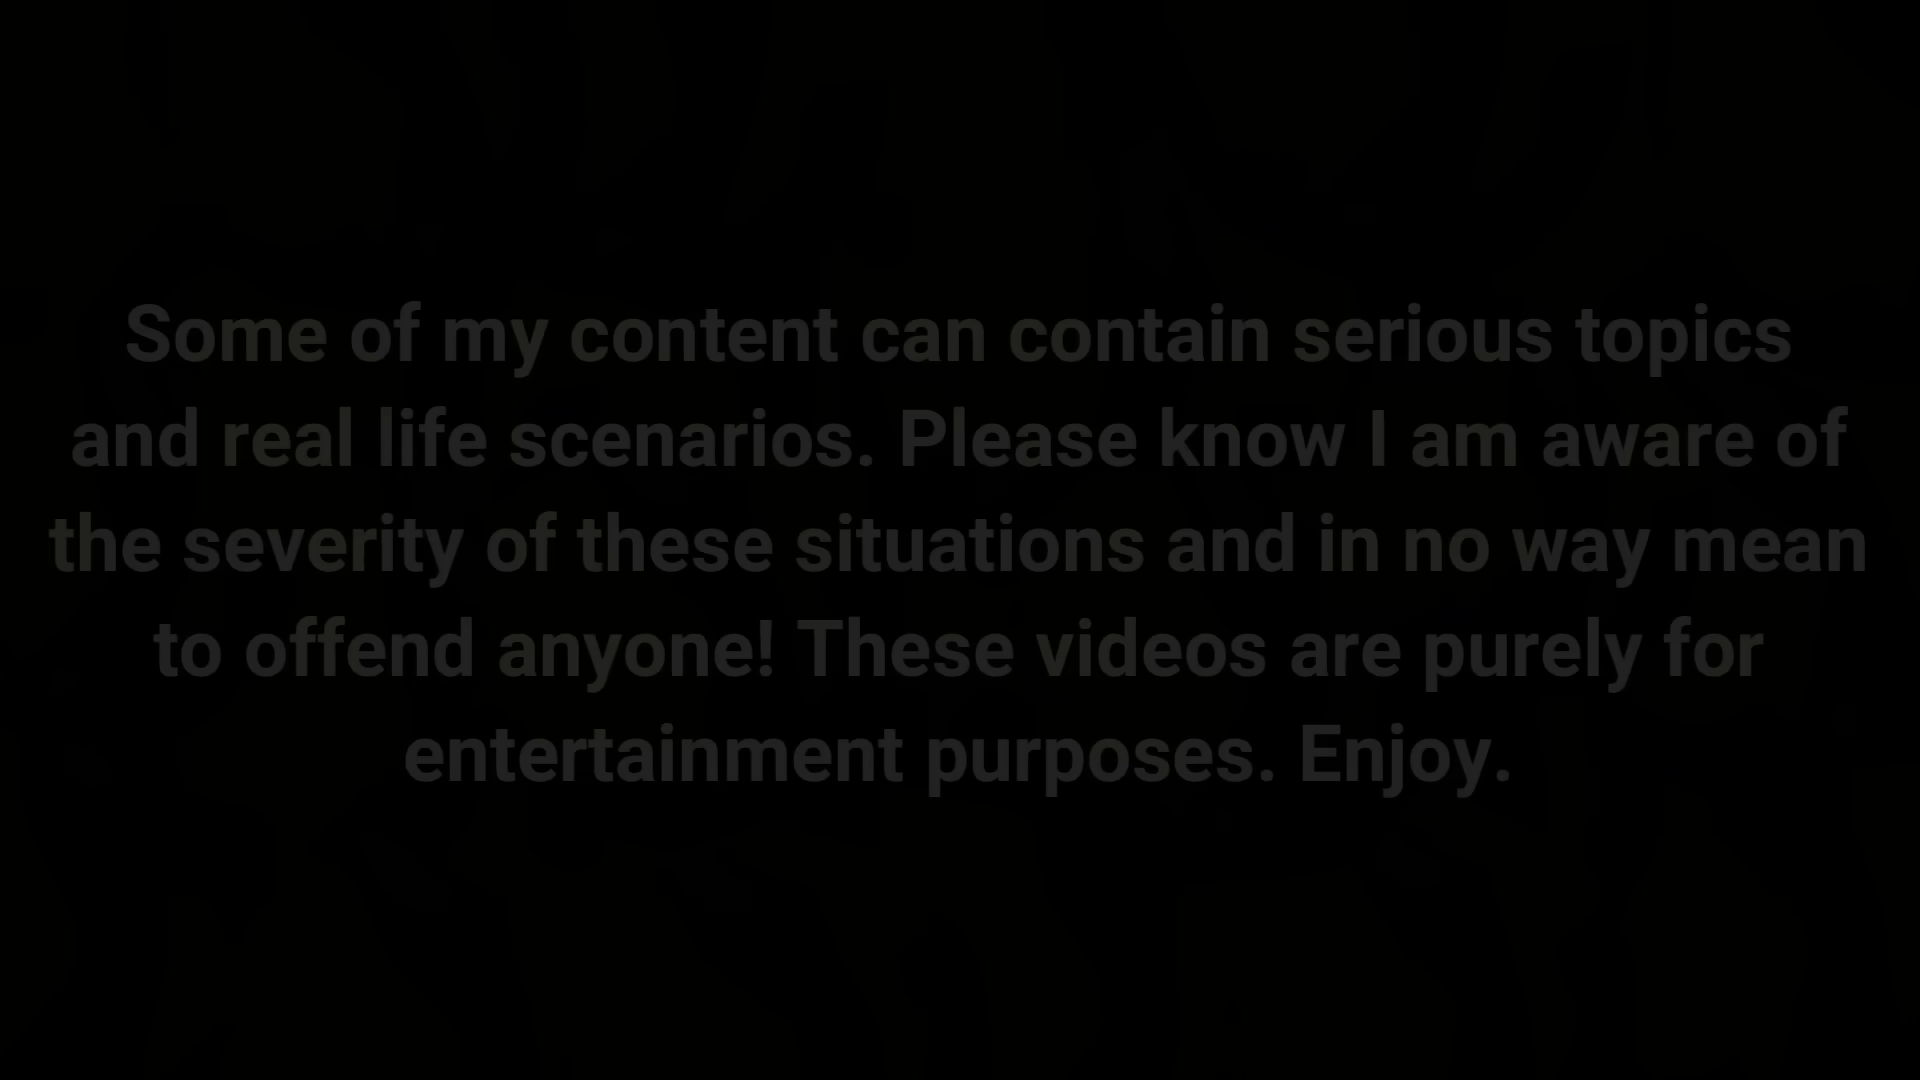 Some of my content can contain serious topics
and real life scenarios. Please know I am aware of
the severity of these situations and in no way mean
to offend anyone! These videos are purely for
entertainment purposes. Enjoy.